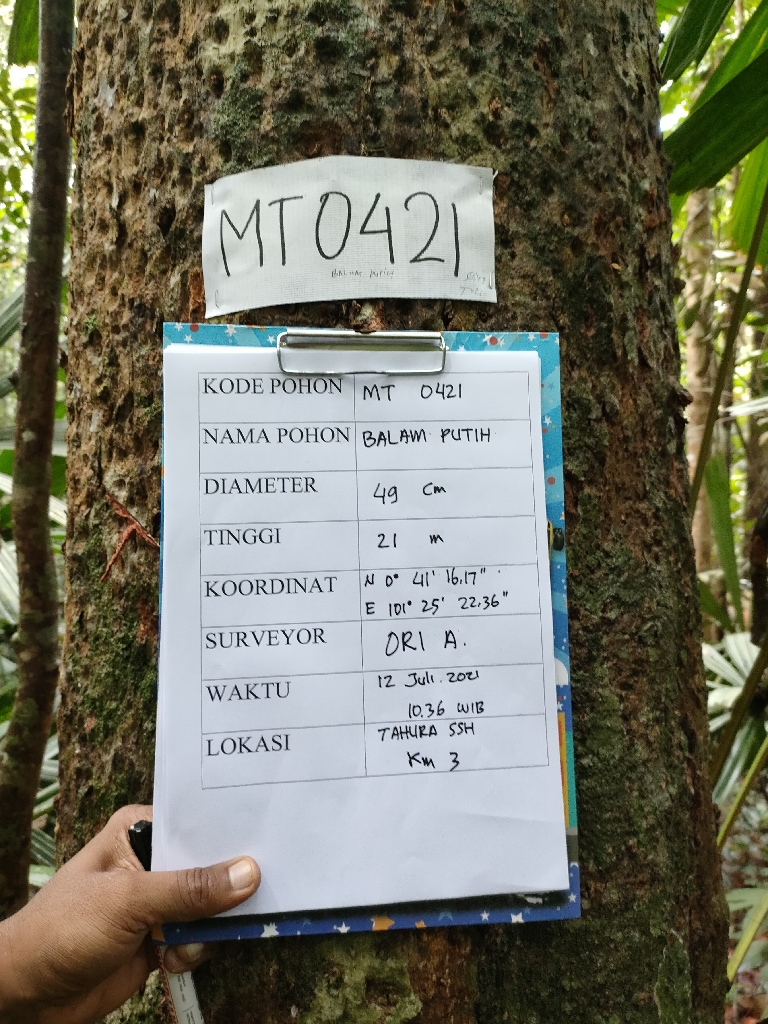 MT0421
BALAM PUTIH
KODE POHON MT 0421
NAMA POHON BALAM PUTIH
DIAMETER 49 cm
TINGGI 21 m
KOORDINAT N 0° 41' 16.17"
E 101° 25' 22.36"
SURVEYOR ORI A.
WAKTU 12 Juli. 2021
10.36 WIB
LOKASI TAHURA SSH
Km 3